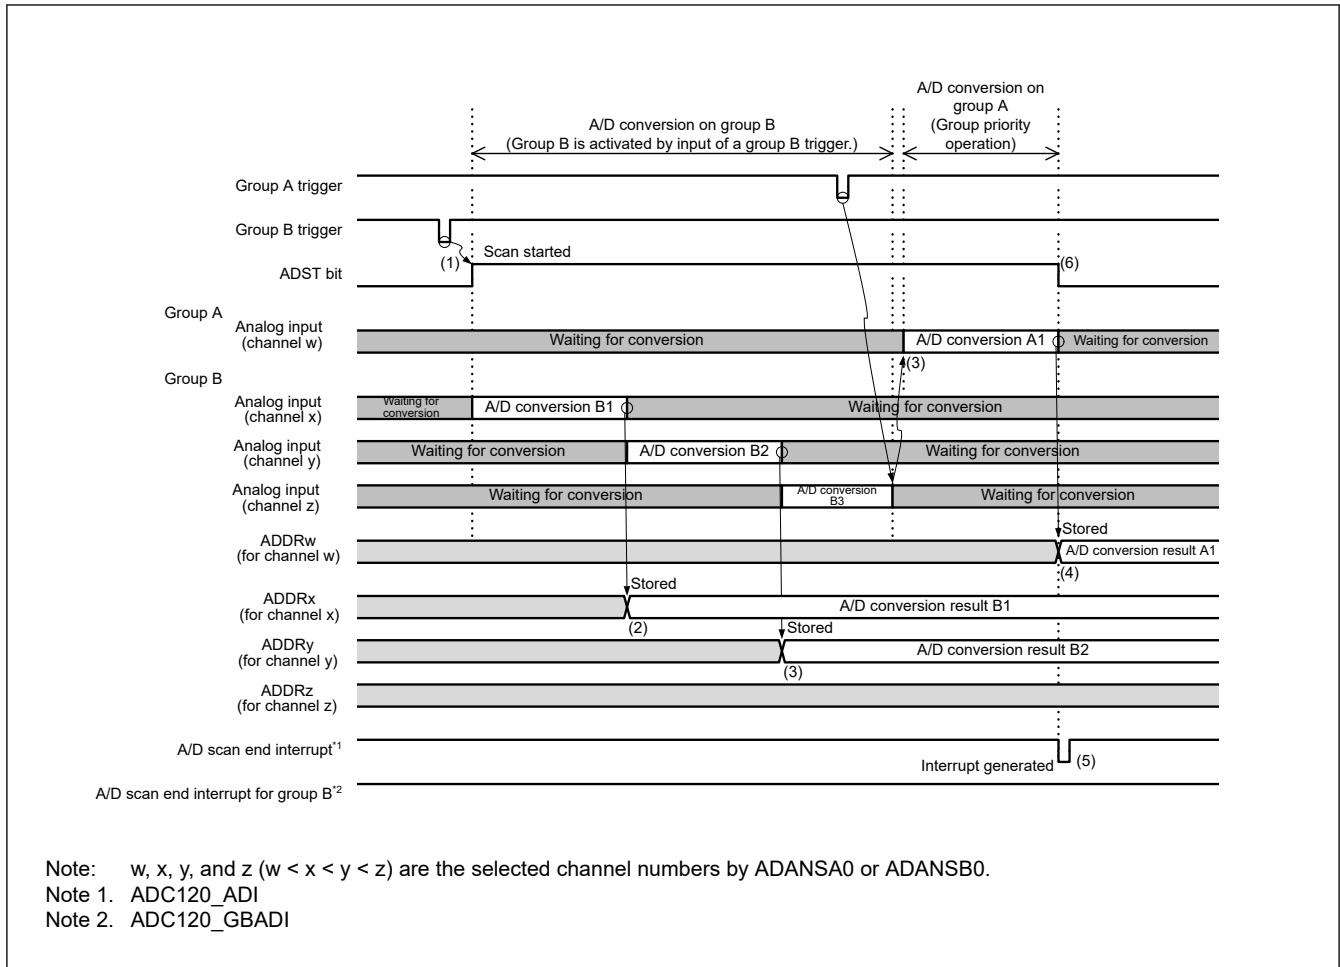 A/D conversion on
group A
(Group priority
operation)
A/D conversion on group B
(Group B is activated by input of a group B trigger.)
Group A trigger
Group B trigger
(1)
Scan started
ADST bit
(6)
Group A
Analog input
(channel w)
Waiting for conversion
A/D conversion A1
Waiting for conversion
(3)
Group B
Analog input
(channel x)
Waiting for
conversion
A/D conversion B1
Waiting for conversion
Analog input
(channel y)
Waiting for conversion
A/D conversion B2
Waiting for conversion
Analog input
(channel z)
Waiting for conversion
A/D conversion
B3
Waiting for conversion
ADDRw
(for channel w)
Stored
A/D conversion result A1
(4)
ADDRx
(for channel x)
Stored
A/D conversion result B1
(2)
ADDRy
(for channel y)
Stored
A/D conversion result B2
(3)
ADDRz
(for channel z)
A/D scan end interrupt*1
Interrupt generated
(5)
A/D scan end interrupt for group B*2
Note: w, x, y, and z (w < x < y < z) are the selected channel numbers by ADANSA0 or ADANSB0.
Note 1. ADC120_ADI
Note 2. ADC120_GBADI